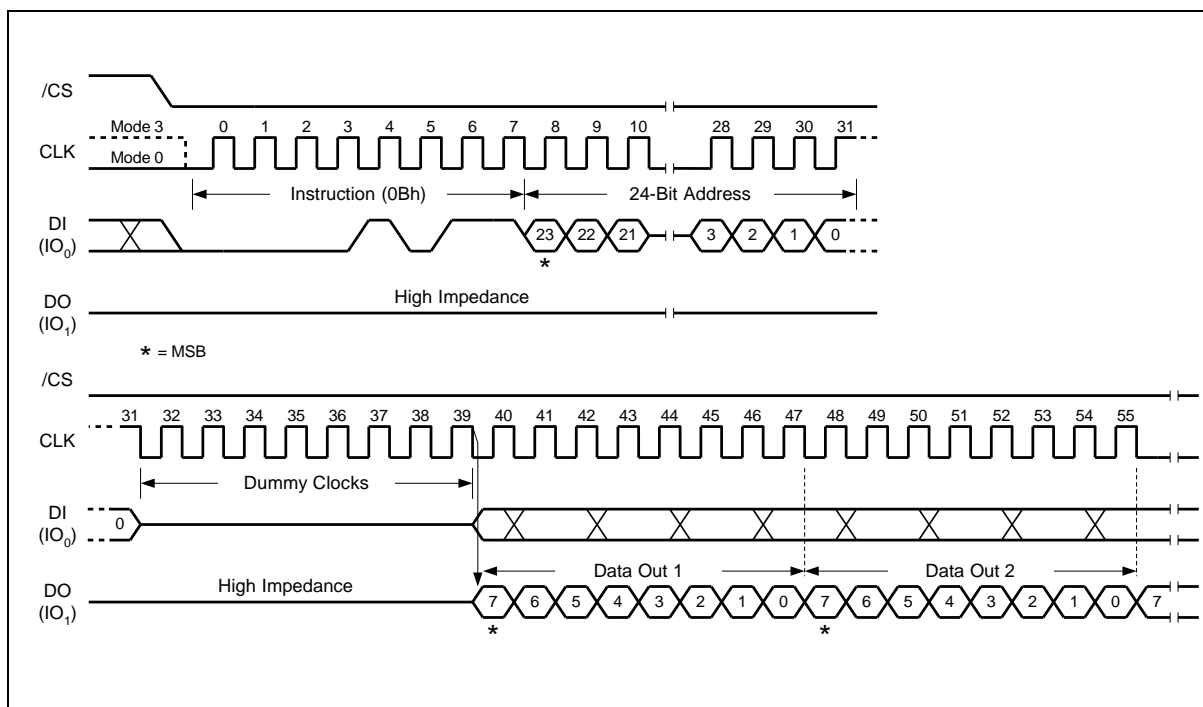 /CS
Mode 3 0 1 2 3 4 5 6 7 8 9 10 28 29 30 31
CLK Mode 0
Instruction (0Bh) 24-Bit Address
DI
(IO0) 23 22 21 3 2 1 0
*
High Impedance
DO
(IO1)
* = MSB
/CS
31 32 33 34 35 36 37 38 39 40 41 42 43 44 45 46 47 48 49 50 51 52 53 54 55
CLK
Dummy Clocks
DI
(IO0) 0
High Impedance Data Out 1 Data Out 2
DO
(IO1) 7 6 5 4 3 2 1 0 7 6 5 4 3 2 1 0 7
* *